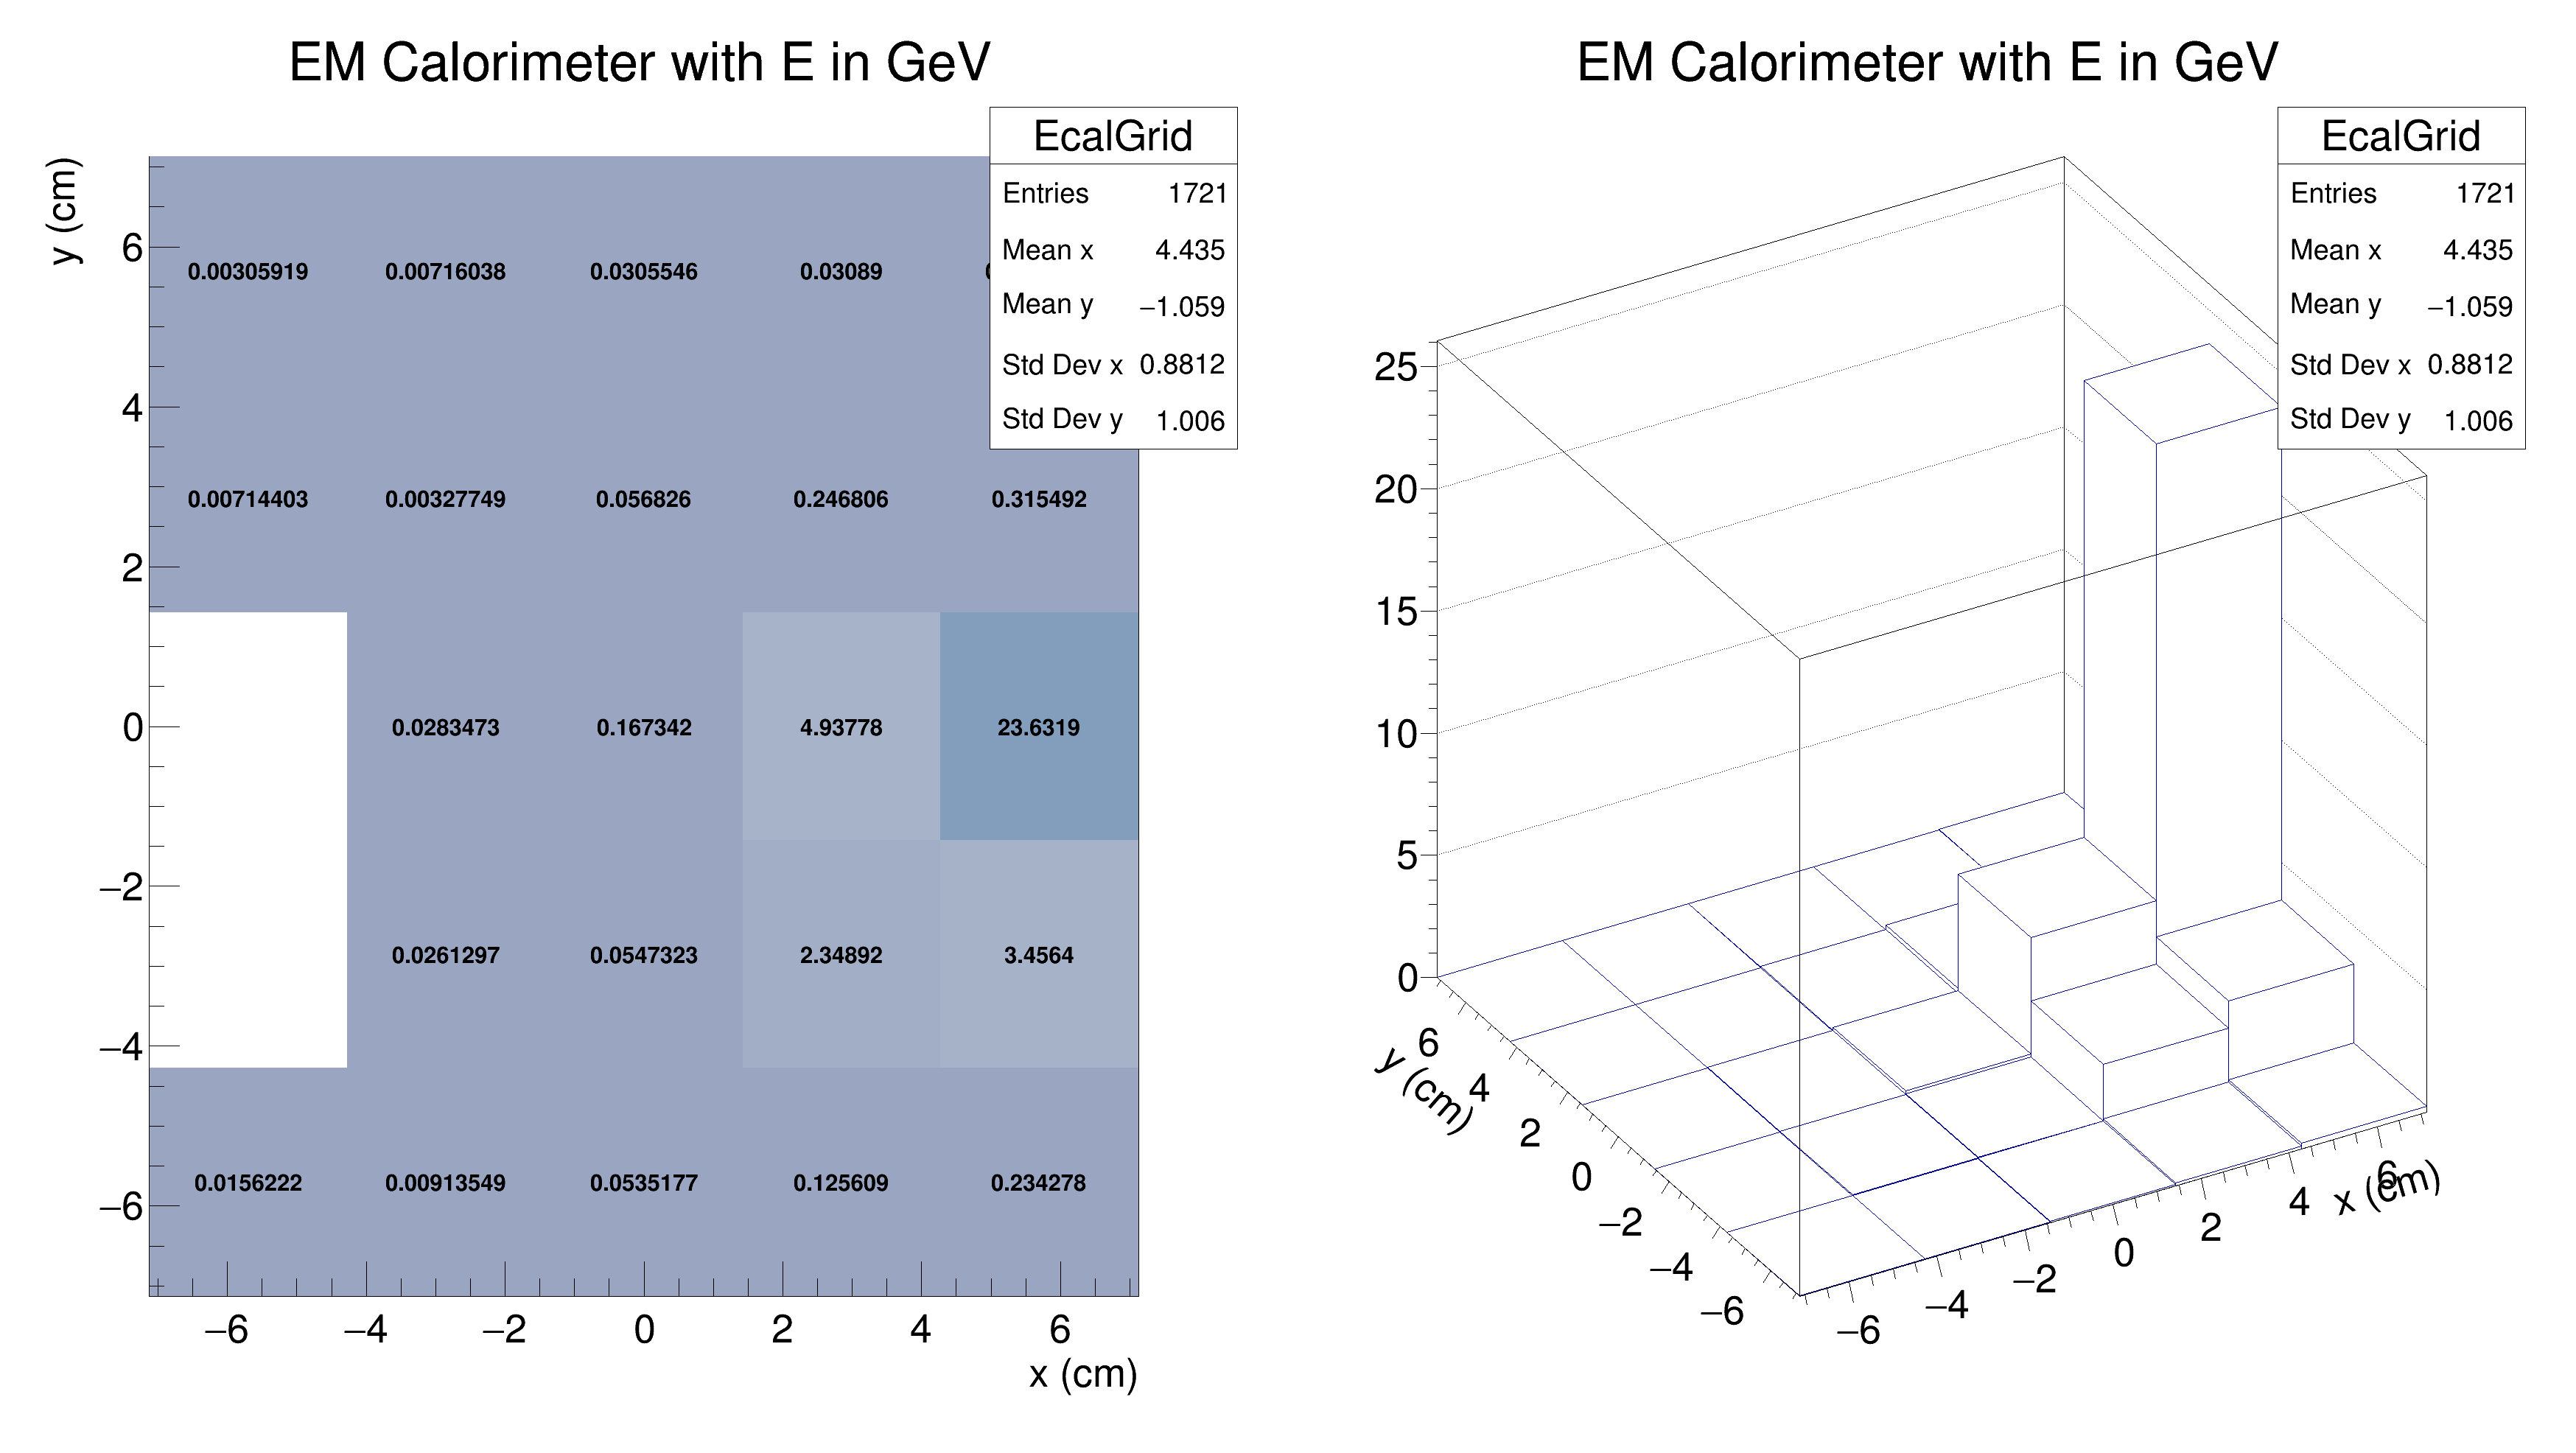 EM Calorimeter with E in GeV
EcalGrid
Entries 1721
Mean x 4.435
Mean y −1.059
Std Dev x 0.8812
Std Dev y 1.006
y (cm)
6
4
2
0
−2
−4
−6
0.00305919 0.00716038 0.0305546 0.03089
0.00714403 0.00327749 0.056826 0.246806 0.315492
0.0283473 0.167342 4.93778 23.6319
0.0261297 0.0547323 2.34892 3.4564
0.0156222 0.00913549 0.0535177 0.125609 0.234278
−6 −4 −2 0 2 4 6
x (cm)
EM Calorimeter with E in GeV
EcalGrid
Entries 1721
Mean x 4.435
Mean y −1.059
Std Dev x 0.8812
Std Dev y 1.006
25
20
15
10
5
0
y (cm)
6
4
2
0
−2
−4
−6
−6
−4
−2
0
2
4
6
x (cm)